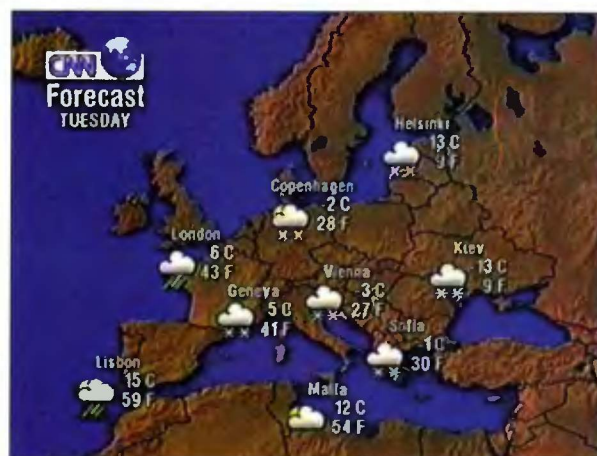 CNN
Forecast
TUESDAY
Helsinki
-13 C
9 F
Copenhagen
-2 C
28 F
London
6 C
43 F
Kiev
-13 C
9 F
Vienna
-3 C
27 F
Geneva
5 C
41 F
Sofia
-1 C
30 F
Lisbon
15 C
59 F
Malta
12 C
54 F